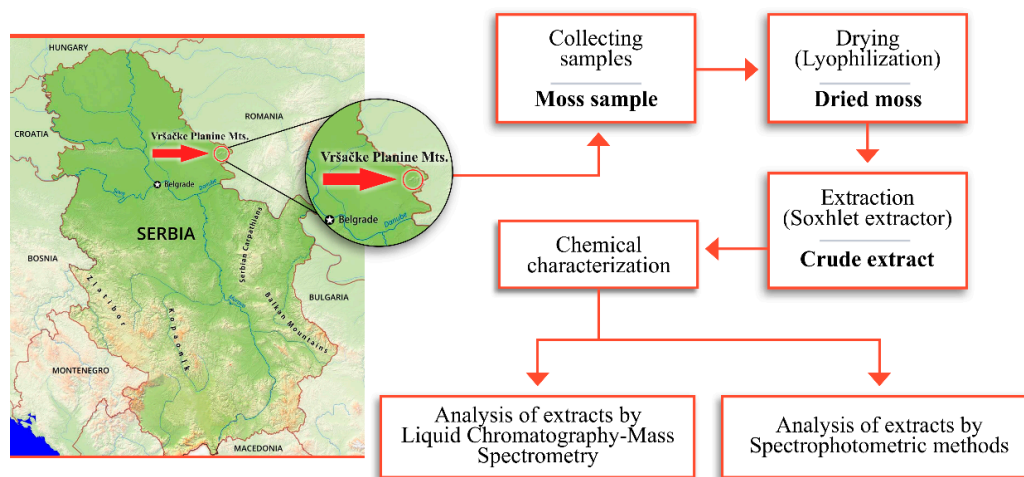 HUNGARY
CROATIA
ROMANIA
Vršačke Planine Mts.
Belgrade
Danube
SERBIA
Serbian Carpathians
BOSNIA
Zlatibor
Kopaonik
BULGARIA
Balkan Mountains
MONTENEGRO
MACEDONIA
Vršačke Planine Mts.
Belgrade
Danube
Collecting
samples
Moss sample
Drying
(Lyophilization)
Dried moss
Extraction
(Soxhlet extractor)
Crude extract
Chemical
characterization
Analysis of extracts by
Liquid Chromatography-Mass
Spectrometry
Analysis of extracts by
Spectrophotometric methods